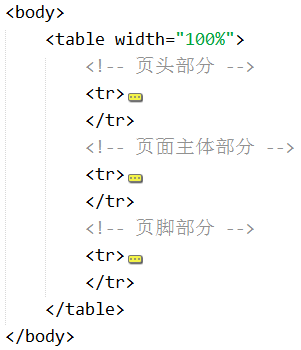 <body>
<table width="100%">
<!-- 页头部分 -->
<tr>
</tr>
<!-- 页面主体部分 -->
<tr>
</tr>
<!-- 页脚部分 -->
<tr>
</tr>
</table>
</body>